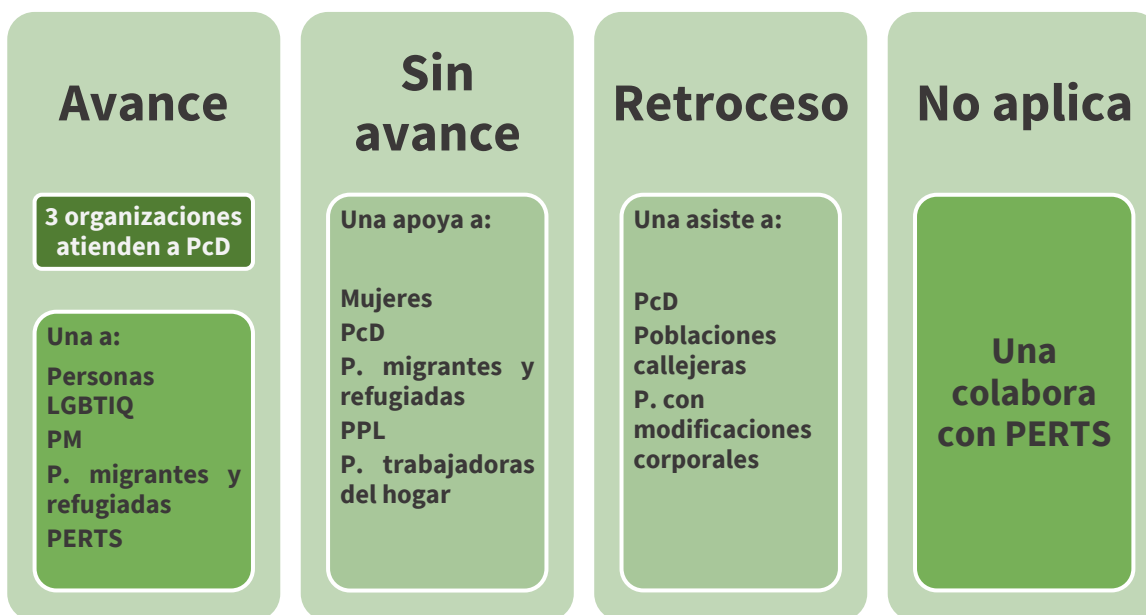 Avance
3 organizaciones
atienden a PcD
Una a:
Personas
LGBTIQ
PM
P. migrantes y
refugiadas
PERTS
Sin
avance
Una apoya a:
Mujeres
PcD
P. migrantes y
refugiadas
PPL
P. trabajadoras
del hogar
Retroceso
Una asiste a:
PcD
Poblaciones
callejeras
P. con
modificaciones
corporales
No aplica
Una
colabora
con PERTS